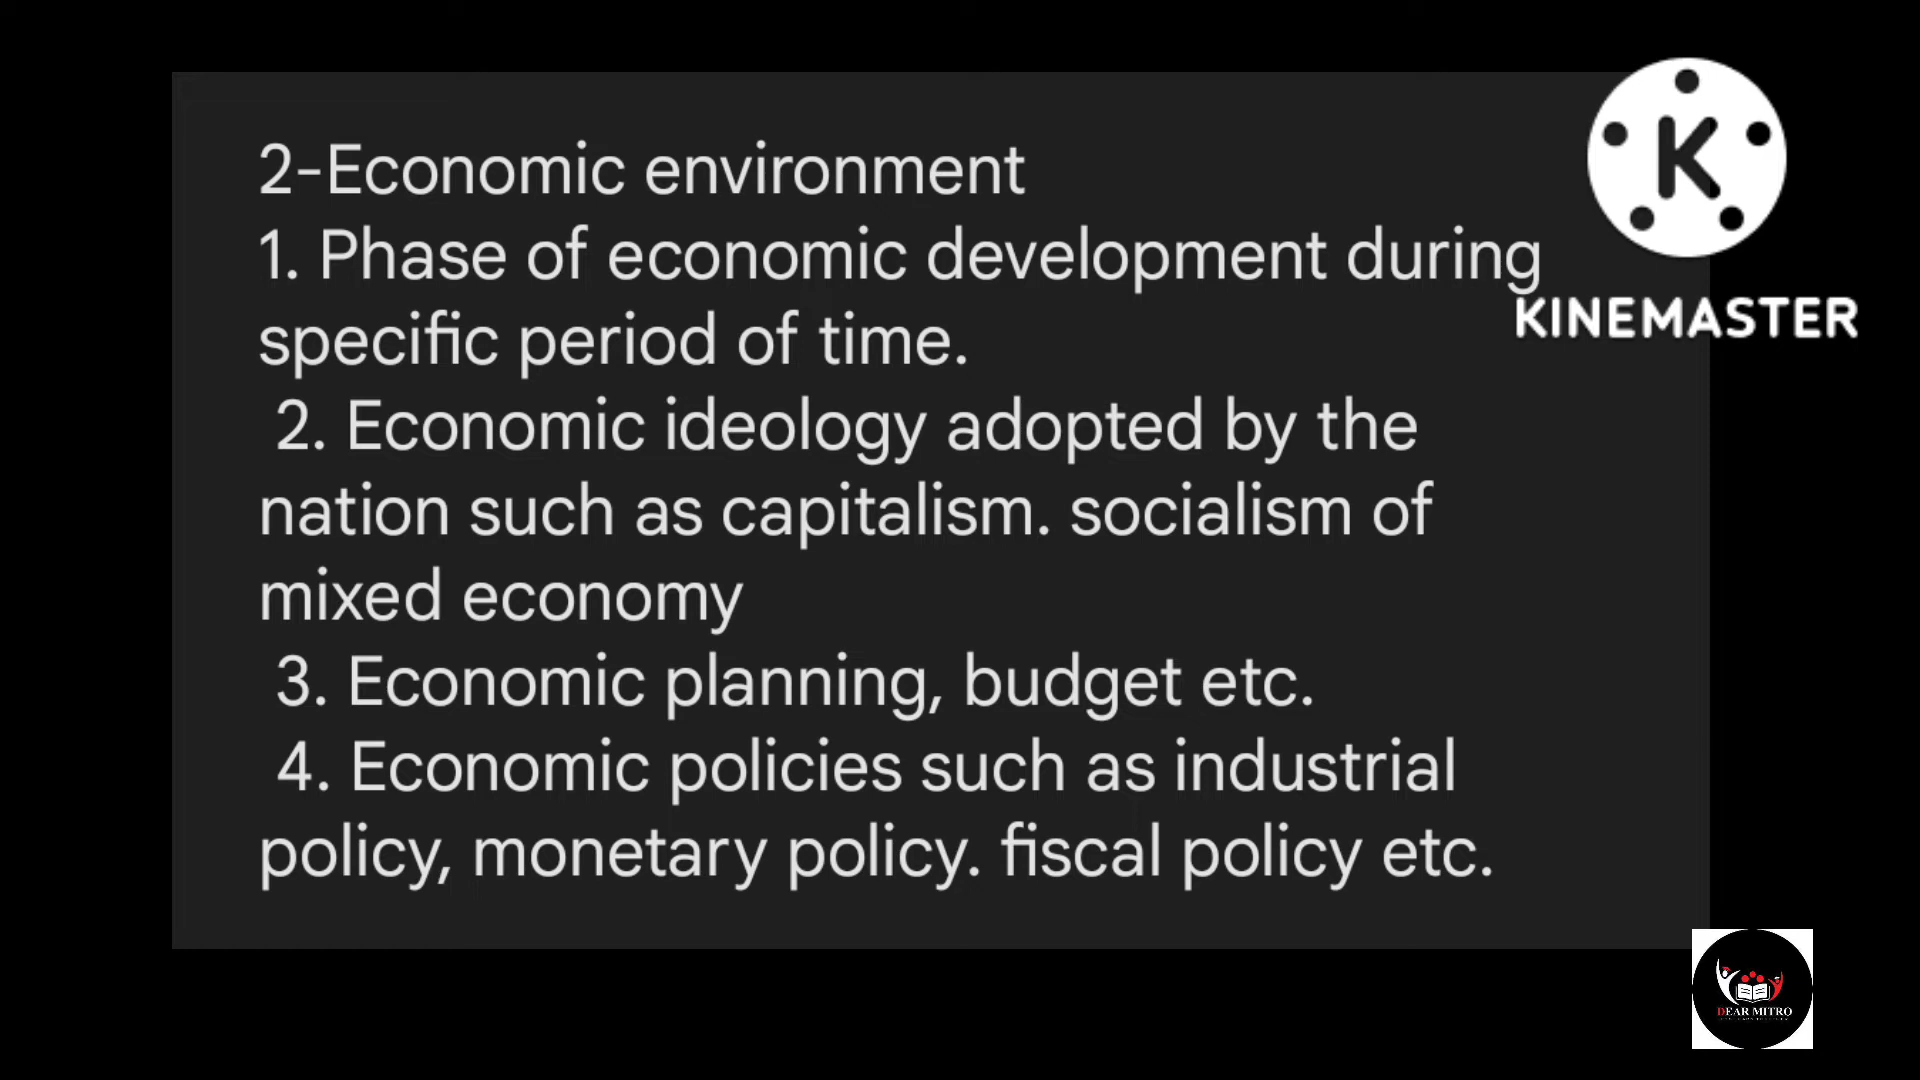 2-Economic environment
1. Phase of economic development during
specific period of time.
2. Economic ideology adopted by the
nation such as capitalism. socialism of
mixed economy
3. Economic planning, budget etc.
4. Economic policies such as industrial
policy, monetary policy. fiscal policy etc.
K
KINEMASTER
DEAR MITRO